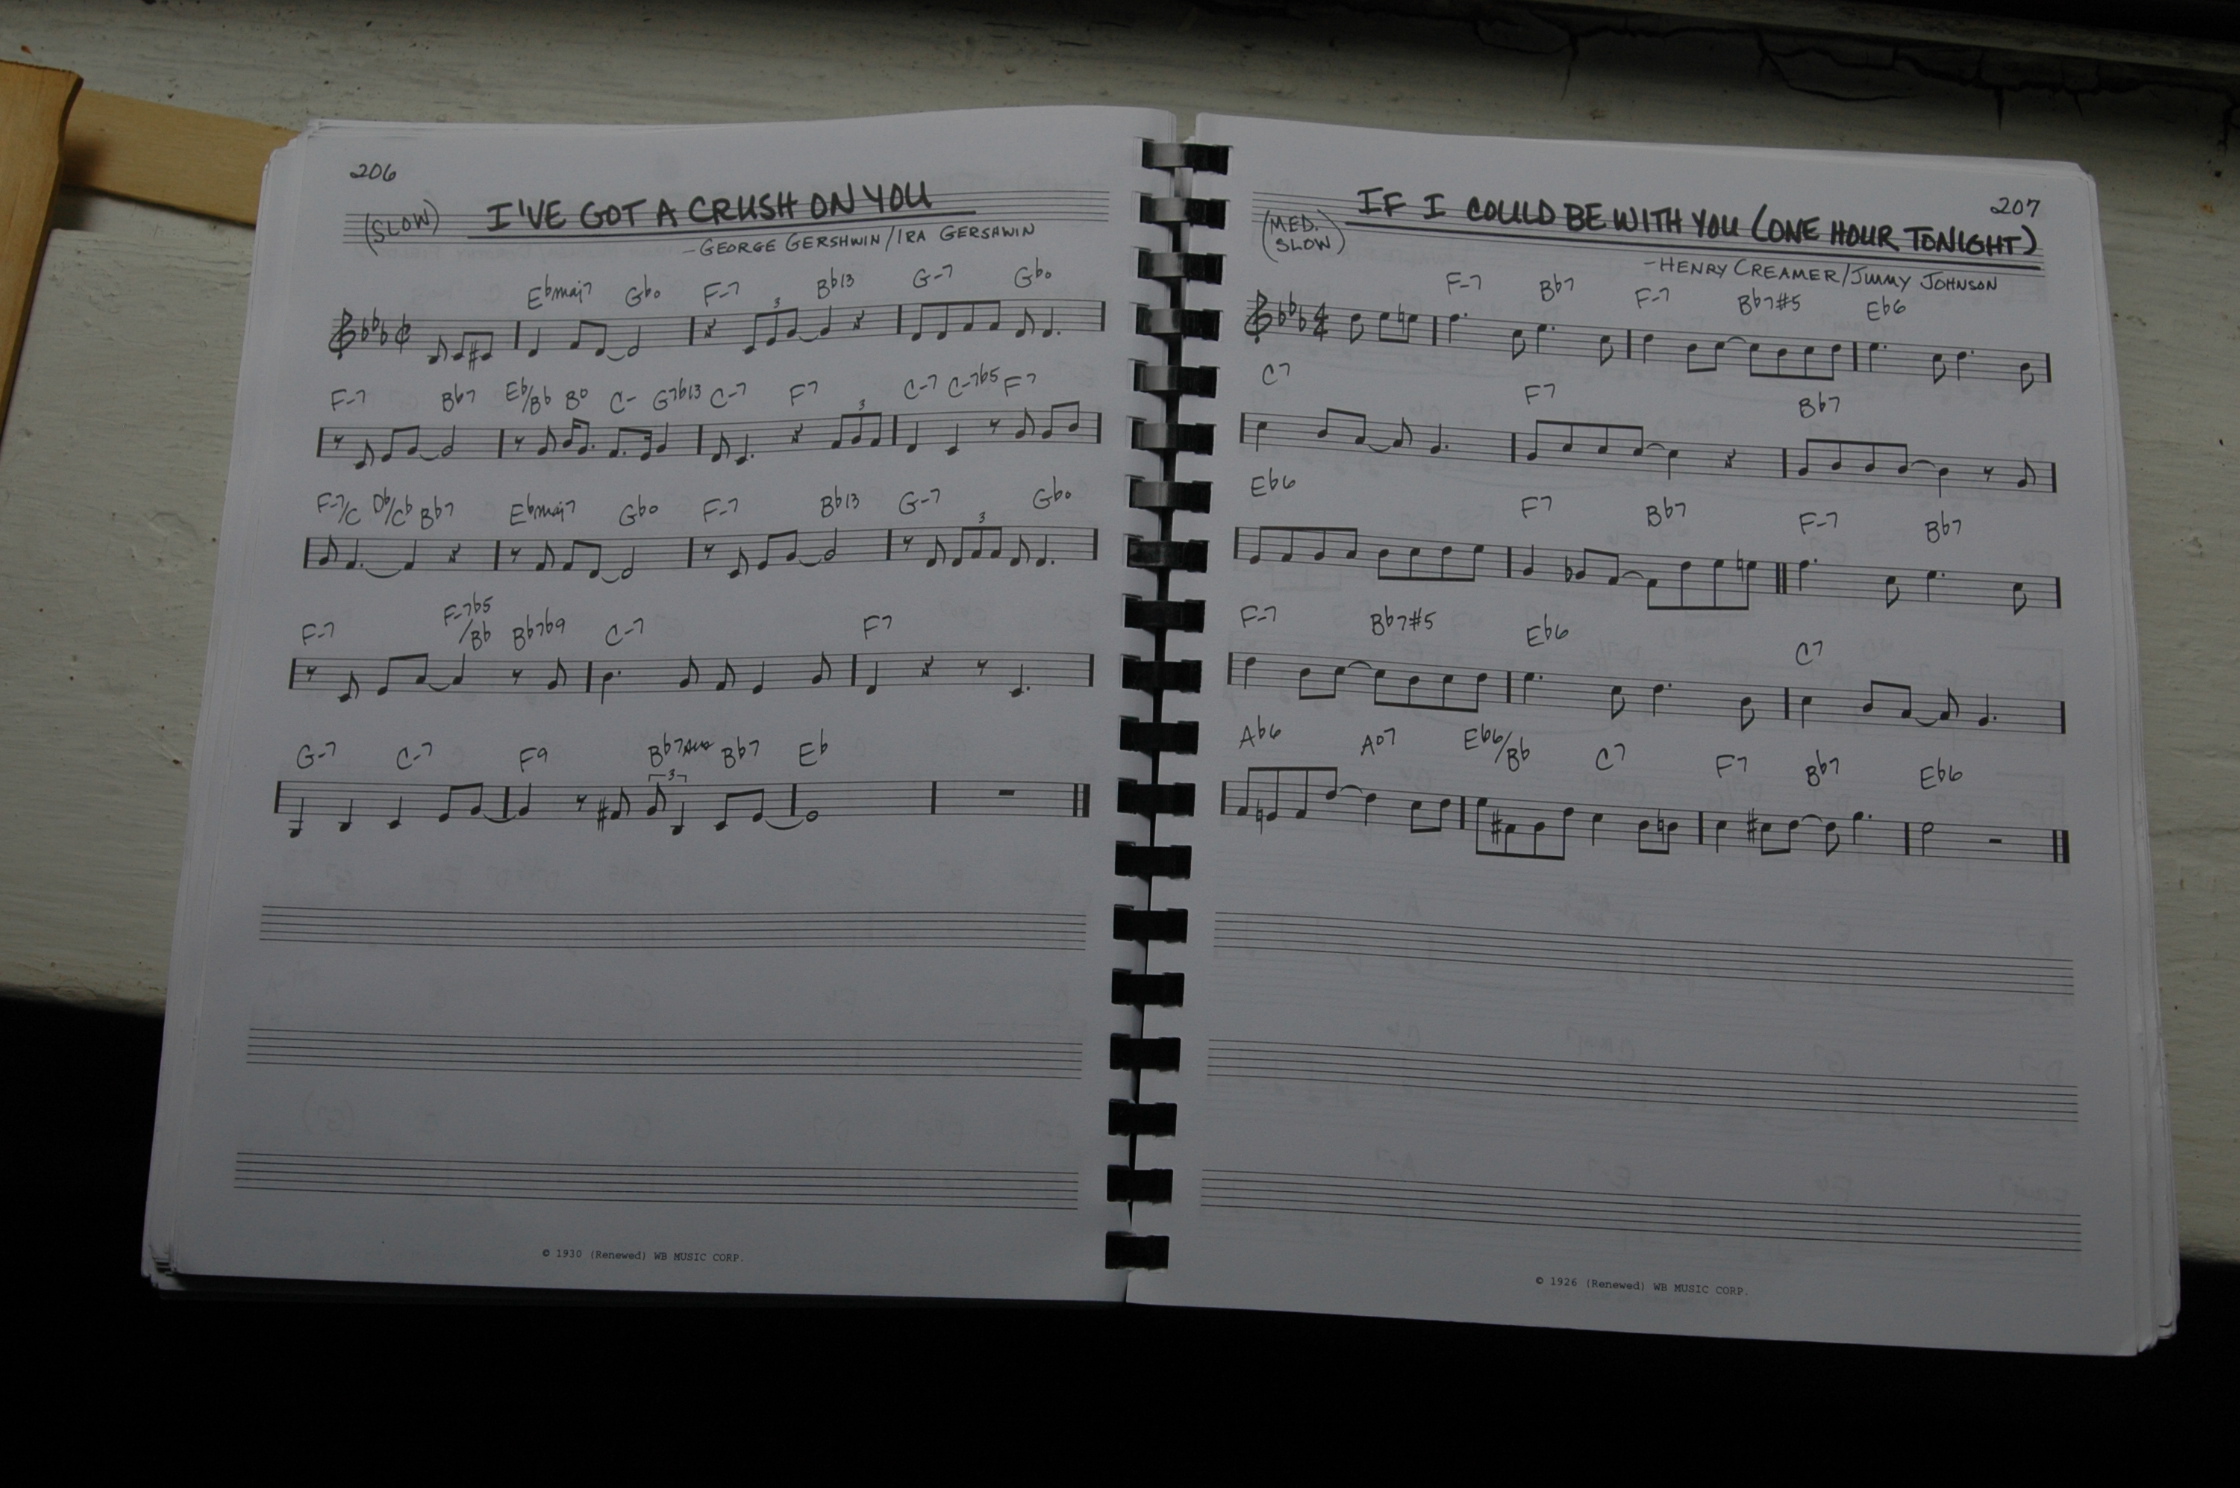 206
(SLOW) I'VE GOT A CRUSH ON YOU
-GEORGE GERSHWIN/IRA GERSHWIN
Ebmaj7 Gbo F-7 Bb13 G-7 Gbo
3
F-7 Bb7 Eb/Bb Bo C- G7b13 C-7 F7 C-7 C-7b5 F7
3
F-7/C Db/Cb Bb7 Ebmaj7 Gbo F-7 Bb13 G-7 Gbo
3
F-7 F-7b5/Bb Bb7b9 C-7 F7
G-7 C-7 F9 Bb7 Bb7 Eb
3
© 1930 (Renewed) WB MUSIC CORP.
207
(MED. SLOW) IF I COULD BE WITH YOU (ONE HOUR TONIGHT)
-HENRY CREAMER/JIMMY JOHNSON
F-7 Bb7 F-7 Bb7#5 Eb6
4/4
C7 F7 Bb7
Eb6 F7 Bb7 F-7 Bb7
F-7 Bb7#5 Eb6 C7
Ab6 Ao7 Eb6/Bb C7 F7 Bb7 Eb6
© 1926 (Renewed) WB MUSIC CORP.